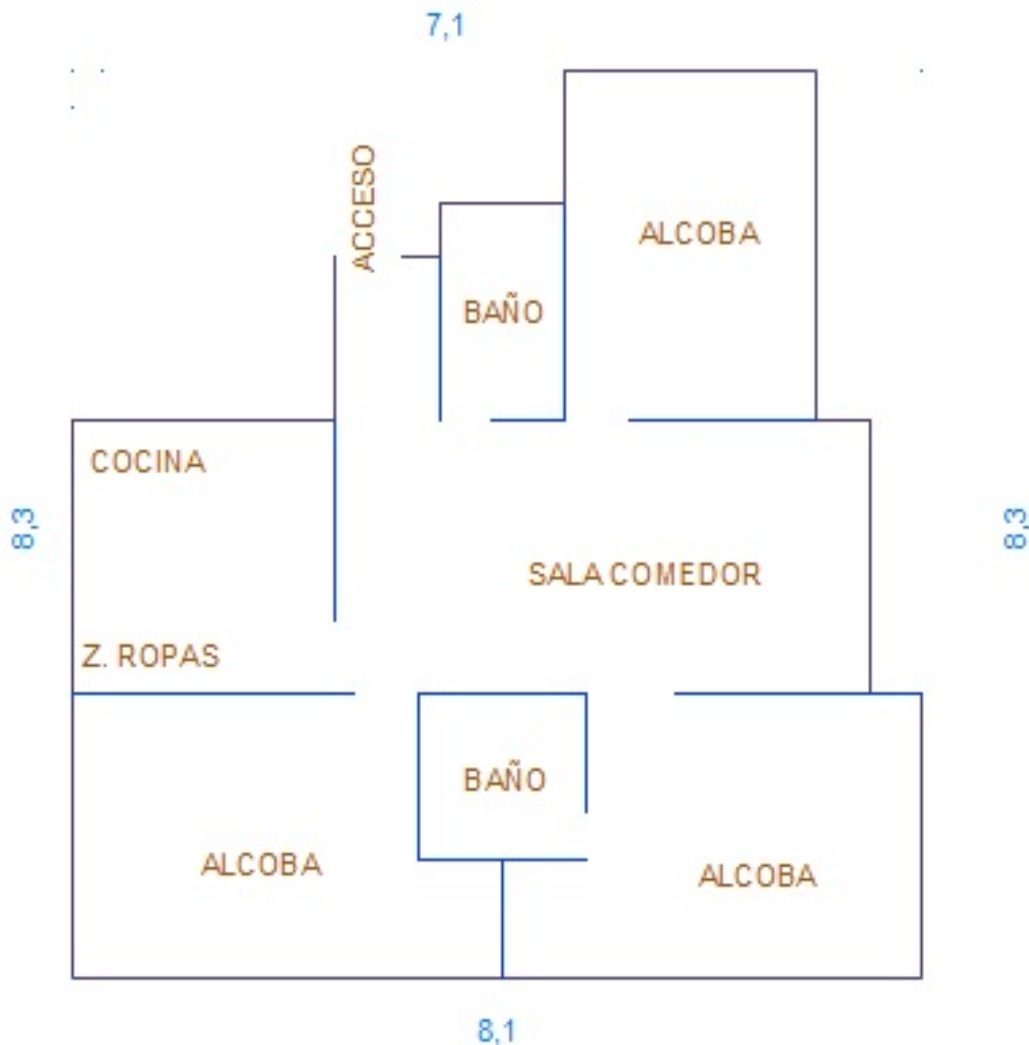 7,1
ACCESO
ALCOBA
BAÑO
COCINA
8,3
8,3
SALA COMEDOR
Z. ROPAS
BAÑO
ALCOBA
ALCOBA
8,1